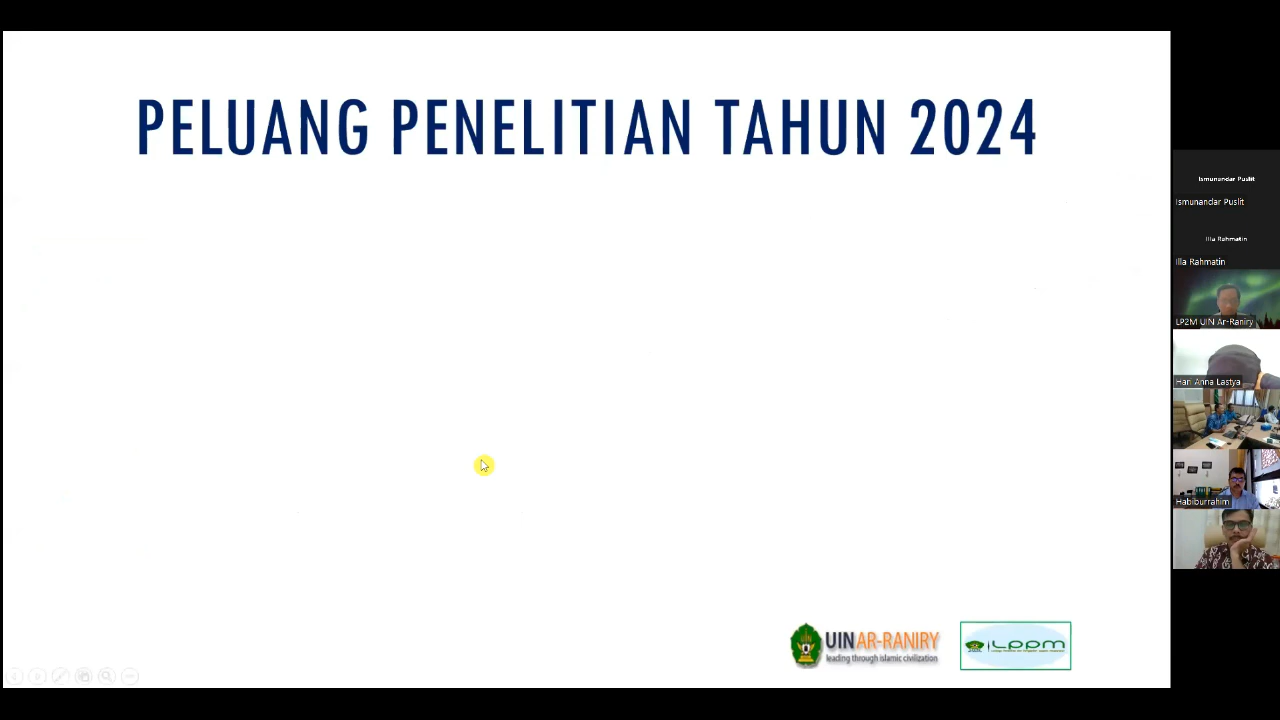 PELUANG PENELITIAN TAHUN 2024
Ismunandar Puslit
Ismunandar Puslit
Illa Rahmatin
Illa Rahmatin
LP2M UIN Ar-Raniry
Hari Anna Lastya
Habiburrahim
UIN AR-RANIRY
leading through islamic civilization
LPPM